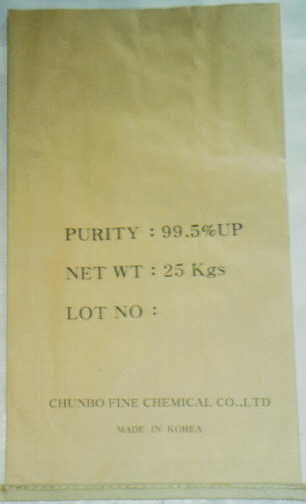 PURITY : 99.5%UP
NET WT : 25 Kgs
LOT NO :
CHUNBO FINE CHEMICAL CO.,LTD
MADE IN KOREA